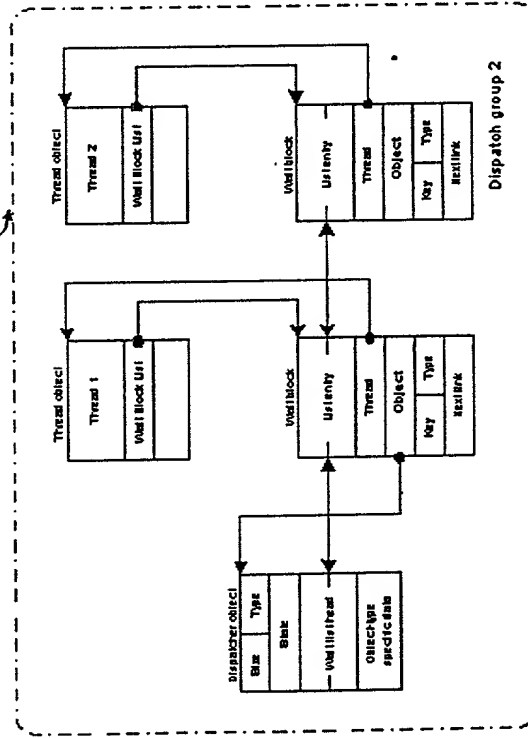 Thread object
Thread 1
Wait Block List
Thread object
Thread 2
Wait Block List
Dispatcher object
Size Type
State
Wait list head
Object-type
specific data
Wait block
List entry
Thread
Object
Key Type
Next link
Wait block
List entry
Thread
Object
Key Type
Next link
Dispatch group 2